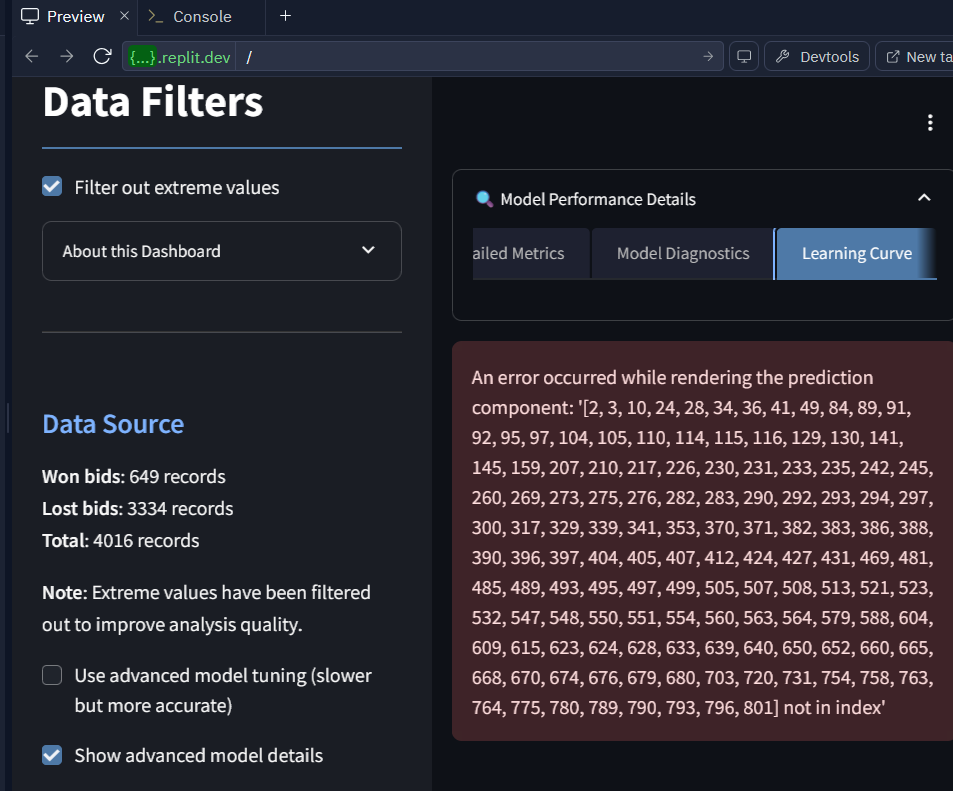 Preview
Console
{...}.replit.dev /
Devtools
New ta
Data Filters
Filter out extreme values
About this Dashboard
Data Source
Won bids: 649 records
Lost bids: 3334 records
Total: 4016 records
Note: Extreme values have been filtered
out to improve analysis quality.
Use advanced model tuning (slower
but more accurate)
Show advanced model details
Model Performance Details
ailed Metrics
Model Diagnostics
Learning Curve
An error occurred while rendering the prediction
component: '[2, 3, 10, 24, 28, 34, 36, 41, 49, 84, 89, 91,
92, 95, 97, 104, 105, 110, 114, 115, 116, 129, 130, 141,
145, 159, 207, 210, 217, 226, 230, 231, 233, 235, 242, 245,
260, 269, 273, 275, 276, 282, 283, 290, 292, 293, 294, 297,
300, 317, 329, 339, 341, 353, 370, 371, 382, 383, 386, 388,
390, 396, 397, 404, 405, 407, 412, 424, 427, 431, 469, 481,
485, 489, 493, 495, 497, 499, 505, 507, 508, 513, 521, 523,
532, 547, 548, 550, 551, 554, 560, 563, 564, 579, 588, 604,
609, 615, 623, 624, 628, 633, 639, 640, 650, 652, 660, 665,
668, 670, 674, 676, 679, 680, 703, 720, 731, 754, 758, 763,
764, 775, 780, 789, 790, 793, 796, 801] not in index'